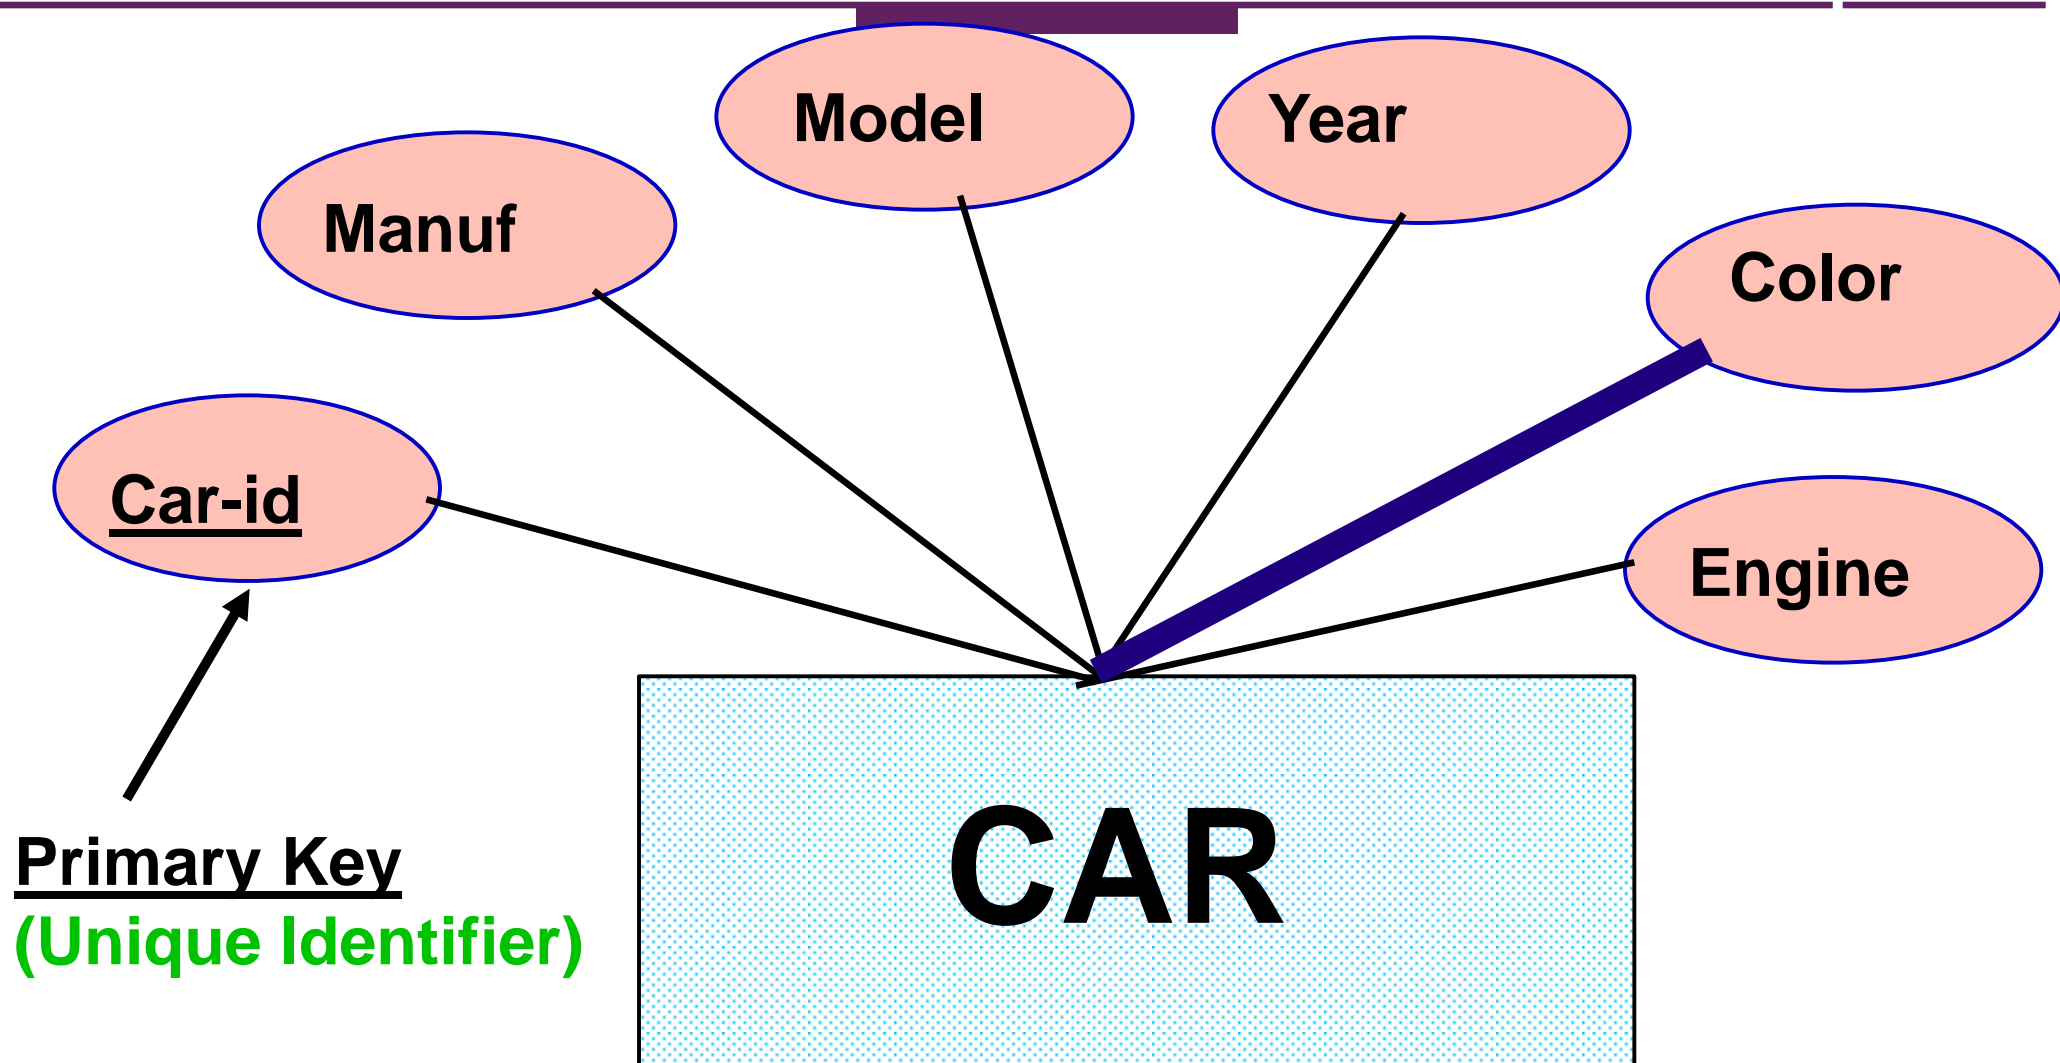 Model
Year
Manuf
Color
Car-id
Engine
CAR
Primary Key
(Unique Identifier)